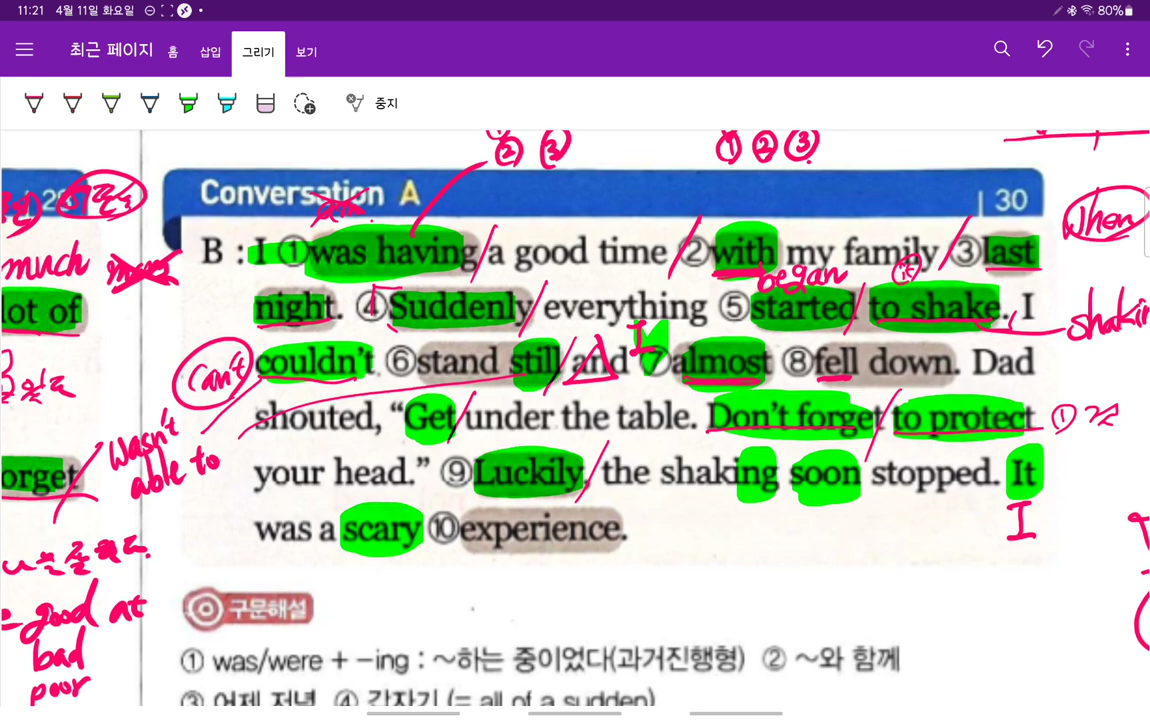 11:21 4월 11일 화요일
80%
최근 페이지 홈 삽입 그리기 보기
중지
② ③
① ② ③
Conversation A | 30
B : I ①was having a good time ②with my family ③last
began
it
night. ④Suddenly everything ⑤started to shake. I
I
couldn't ⑥stand still and ⑦almost ⑧fell down. Dad
shouted, “Get under the table. Don't forget to protect
your head.” ⑨Luckily, the shaking soon stopped. It
was a scary ⑩experience.
I
can't
wasn't
able to
when
①
much
lot of
orget
= good at
bad
poor
구문해설
① was/were + -ing : ~하는 중이었다(과거진행형) ② ~와 함께
③ 어제 저녁 ④ 갑자기 (= all of a sudden)